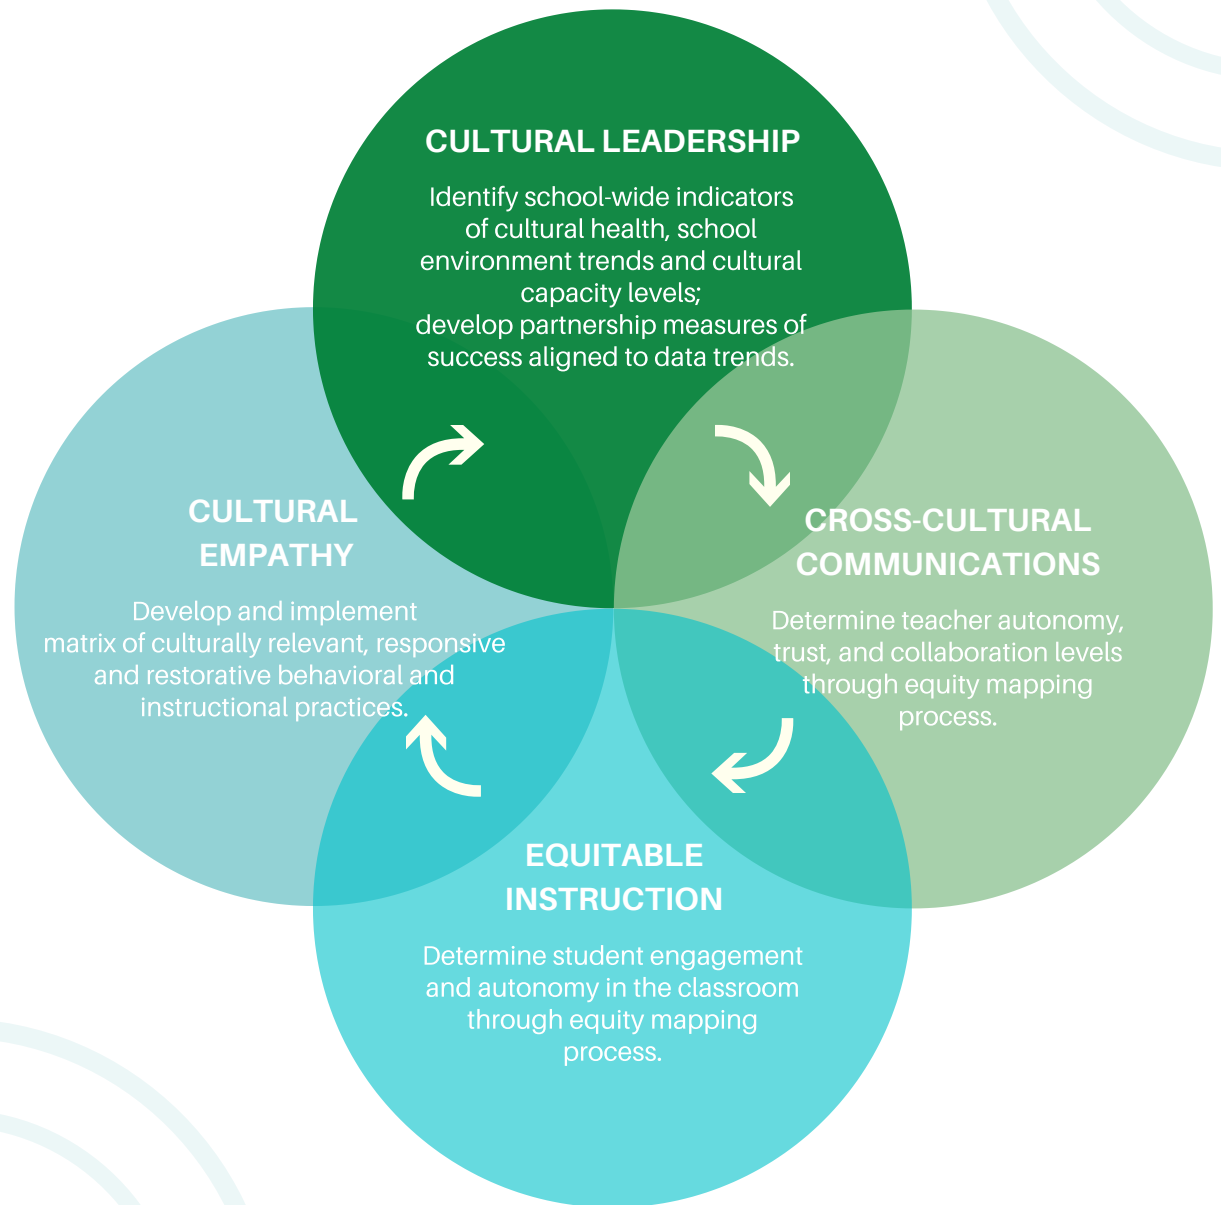 CULTURAL LEADERSHIP
Identify school-wide indicators
of cultural health, school
environment trends and cultural
capacity levels;
develop partnership measures of
success aligned to data trends.
CULTURAL
EMPATHY
Develop and implement
matrix of culturally relevant, responsive
and restorative behavioral and
instructional practices.
CROSS-CULTURAL
COMMUNICATIONS
Determine teacher autonomy,
trust, and collaboration levels
through equity mapping
process.
EQUITABLE
INSTRUCTION
Determine student engagement
and autonomy in the classroom
through equity mapping
process.